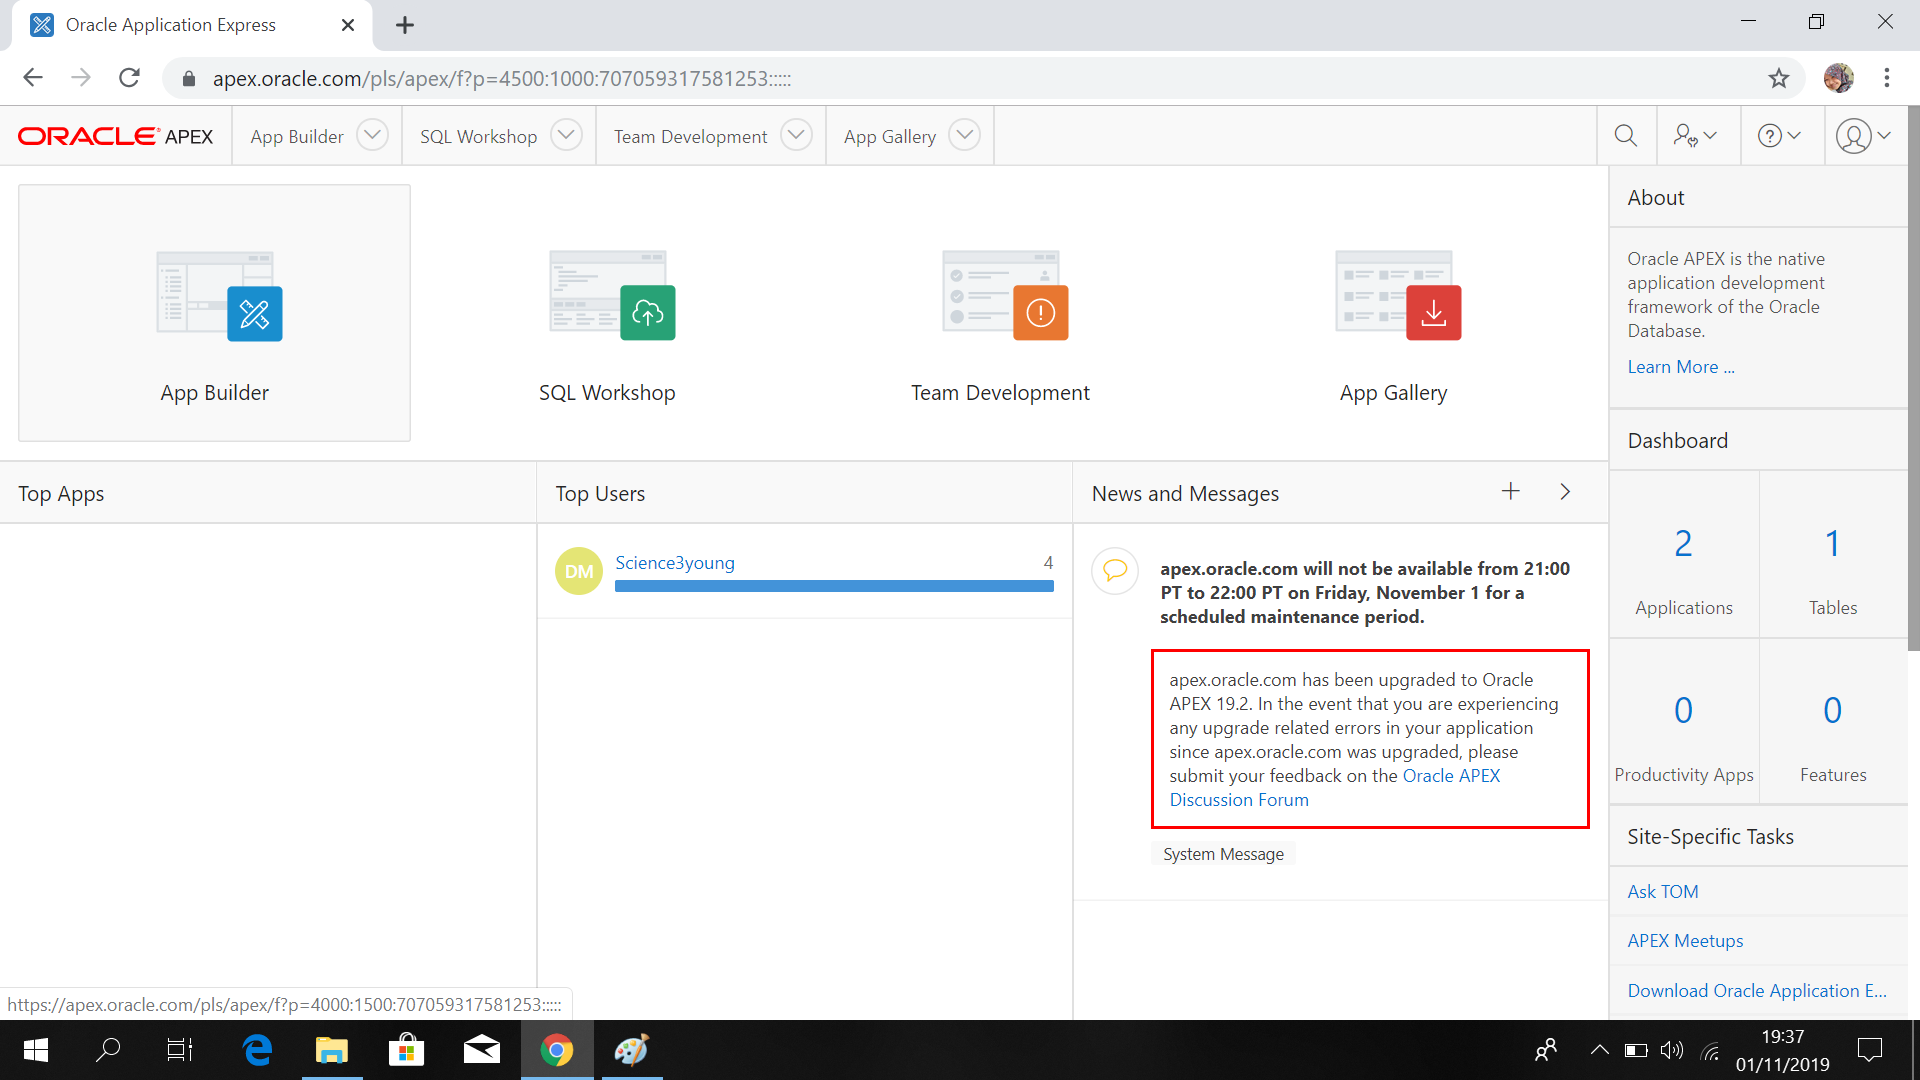 Oracle Application Express
apex.oracle.com/pls/apex/f?p=4500:1000:707059317581253:::::
ORACLE APEX
App Builder
SQL Workshop
Team Development
App Gallery
App Builder
SQL Workshop
Team Development
App Gallery
About
Oracle APEX is the native
application development
framework of the Oracle
Database.
Learn More ...
Dashboard
2
Applications
1
Tables
0
Productivity Apps
0
Features
Top Apps
Top Users
DM
Science3young
4
News and Messages
apex.oracle.com will not be available from 21:00
PT to 22:00 PT on Friday, November 1 for a
scheduled maintenance period.
apex.oracle.com has been upgraded to Oracle
APEX 19.2. In the event that you are experiencing
any upgrade related errors in your application
since apex.oracle.com was upgraded, please
submit your feedback on the Oracle APEX
Discussion Forum
System Message
Site-Specific Tasks
Ask TOM
APEX Meetups
Download Oracle Application E...
https://apex.oracle.com/pls/apex/f?p=4000:1500:707059317581253:::::
19:37
01/11/2019